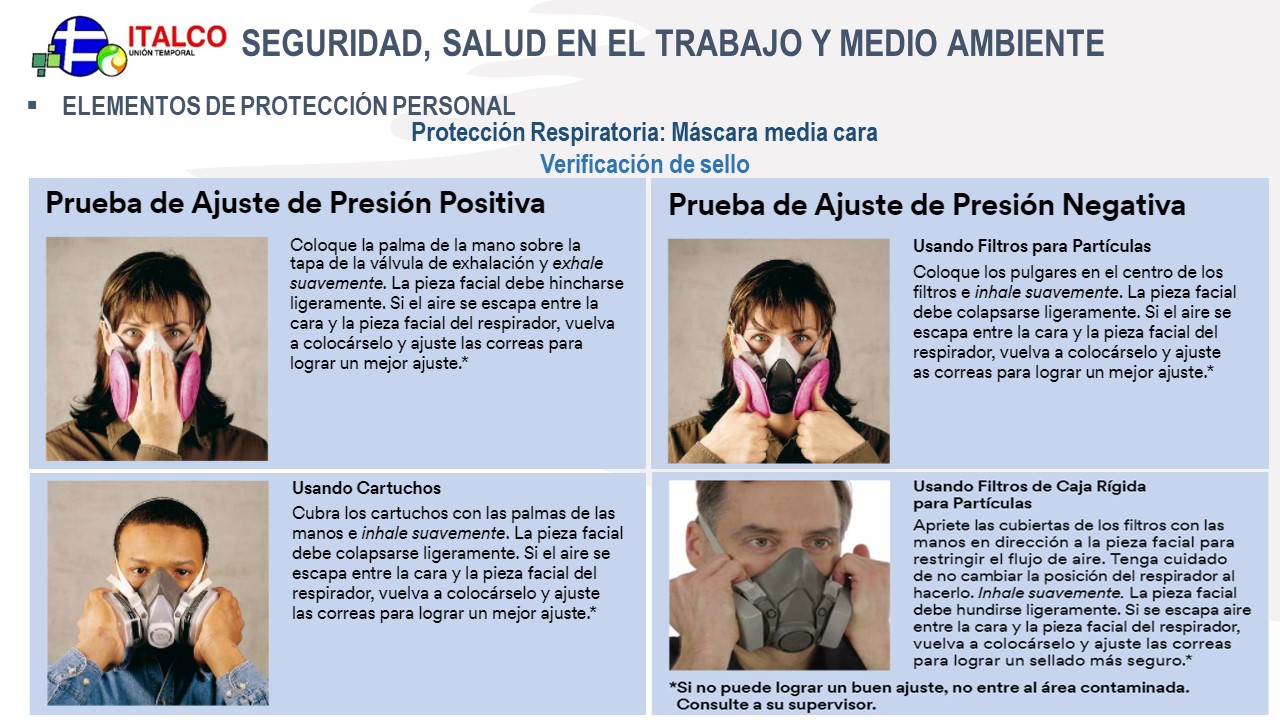 ITALCO
UNIÓN TEMPORAL
SEGURIDAD, SALUD EN EL TRABAJO Y MEDIO AMBIENTE
▪ ELEMENTOS DE PROTECCIÓN PERSONAL
Protección Respiratoria: Máscara media cara
Verificación de sello
Prueba de Ajuste de Presión Positiva
Coloque la palma de la mano sobre la
tapa de la válvula de exhalación y exhale
suavemente. La pieza facial debe hincharse
ligeramente. Si el aire se escapa entre la
cara y la pieza facial del respirador, vuelva
a colocárselo y ajuste las correas para
lograr un mejor ajuste.*
Prueba de Ajuste de Presión Negativa
Usando Filtros para Partículas
Coloque los pulgares en el centro de los
filtros e inhale suavemente. La pieza facial
debe colapsarse ligeramente. Si el aire se
escapa entre la cara y la pieza facial del
respirador, vuelva a colocárselo y ajuste
as correas para lograr un mejor ajuste.*
Usando Cartuchos
Cubra los cartuchos con las palmas de las
manos e inhale suavemente. La pieza facial
debe colapsarse ligeramente. Si el aire se
escapa entre la cara y la pieza facial del
respirador, vuelva a colocárselo y ajuste
las correas para lograr un mejor ajuste.*
Usando Filtros de Caja Rígida
para Partículas
Apriete las cubiertas de los filtros con las
manos en dirección a la pieza facial para
restringir el flujo de aire. Tenga cuidado
de no cambiar la posición del respirador al
hacerlo. Inhale suavemente. La pieza facial
debe hundirse ligeramente. Si se escapa aire
entre la cara y la pieza facial del respirador,
vuelva a colocárselo y ajuste las correas
para lograr un sellado más seguro.*
*Si no puede lograr un buen ajuste, no entre al área contaminada.
Consulte a su supervisor.